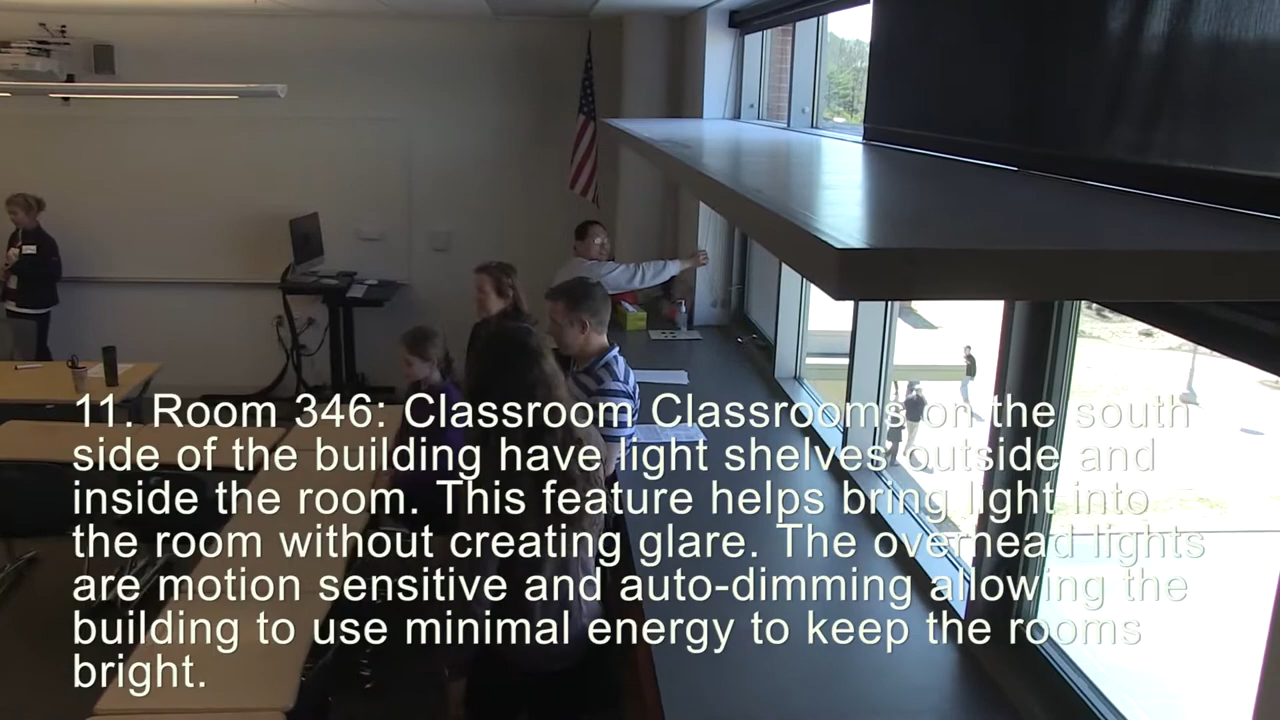 11. Room 346: Classroom Classrooms on the south
side of the building have light shelves outside and
inside the room. This feature helps bring light into
the room without creating glare. The overhead lights
are motion sensitive and auto-dimming allowing the
building to use minimal energy to keep the rooms
bright.